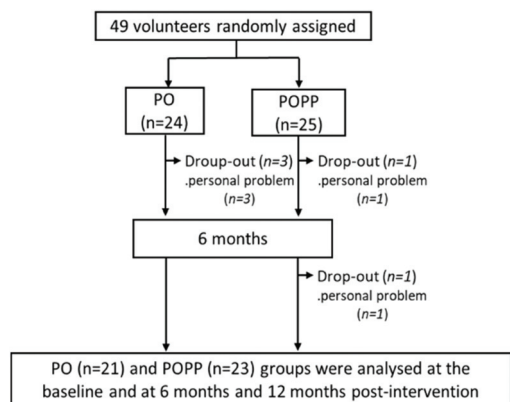 49 volunteers randomly assigned
PO
(n=24)
POPP
(n=25)
Droup-out (n=3)
.personal problem
(n=3)
Drop-out (n=1)
.personal problem
(n=1)
6 months
Drop-out (n=1)
.personal problem
(n=1)
PO (n=21) and POPP (n=23) groups were analysed at the
baseline and at 6 months and 12 months post-intervention